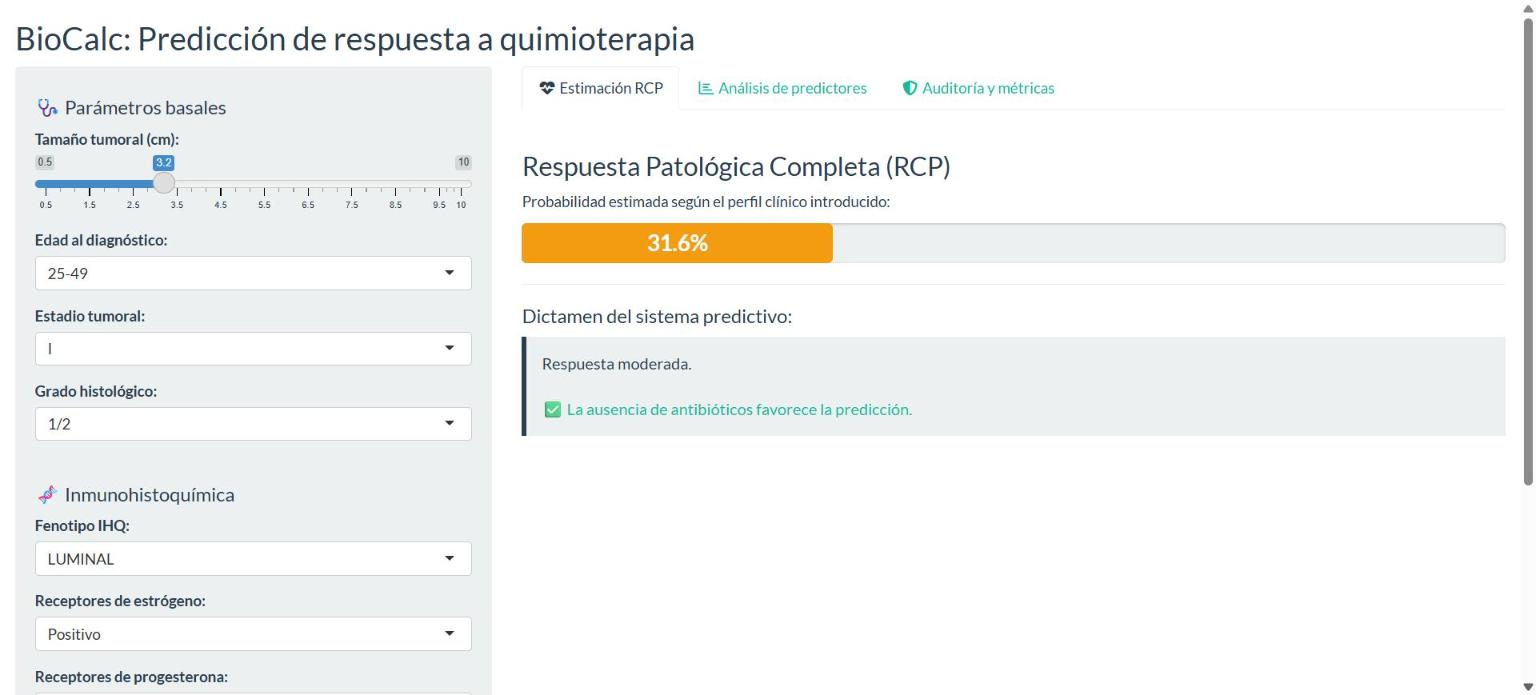 BioCalc: Predicción de respuesta a quimioterapia
Parámetros basales
Tamaño tumoral (cm):
0.5 3.2 10
0.5 1.5 2.5 3.5 4.5 5.5 6.5 7.5 8.5 9.5 10
Edad al diagnóstico:
25-49
Estadio tumoral:
I
Grado histológico:
1/2
Inmunohistoquímica
Fenotipo IHQ:
LUMINAL
Receptores de estrógeno:
Positivo
Receptores de progesterona:
Estimación RCP Análisis de predictores Auditoría y métricas
Respuesta Patológica Completa (RCP)
Probabilidad estimada según el perfil clínico introducido:
31.6%
Dictamen del sistema predictivo:
Respuesta moderada.
✅ La ausencia de antibióticos favorece la predicción.